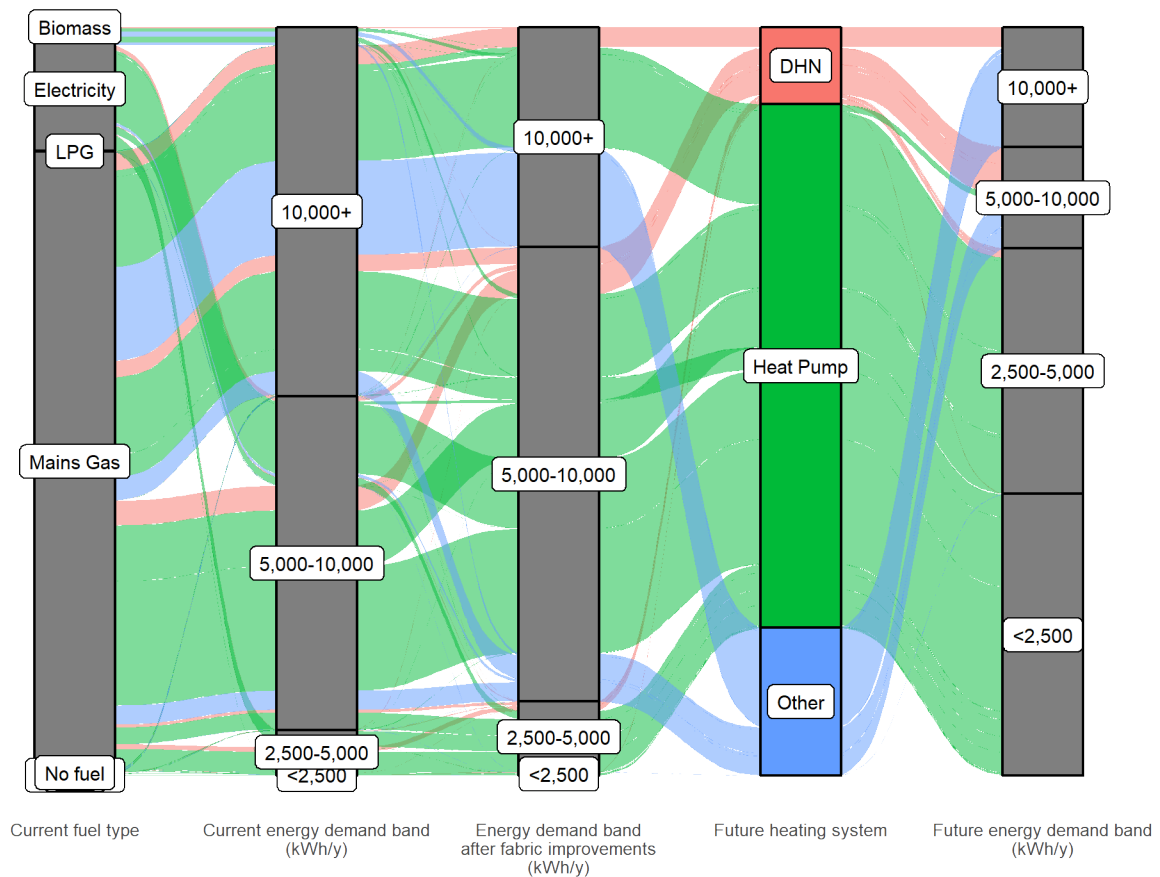 Biomass
Electricity
LPG
Mains Gas
No fuel
10,000+
5,000-10,000
2,500-5,000
<2,500
10,000+
5,000-10,000
2,500-5,000
<2,500
DHN
Heat Pump
Other
10,000+
5,000-10,000
2,500-5,000
<2,500
Current fuel type
Current energy demand band
(kWh/y)
Energy demand band
after fabric improvements
(kWh/y)
Future heating system
Future energy demand band
(kWh/y)